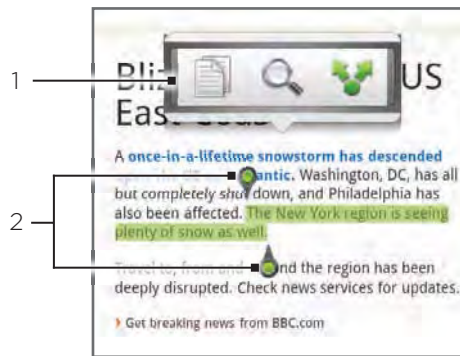 1
Bliz US
East
A once-in-a-lifetime snowstorm has descended
antic. Washington, DC, has all
but completely shut down, and Philadelphia has
also been affected. The New York region is seeing
plenty of snow as well.
2
Travel to, from and nd the region has been
deeply disrupted. Check news services for updates.
› Get breaking news from BBC.com